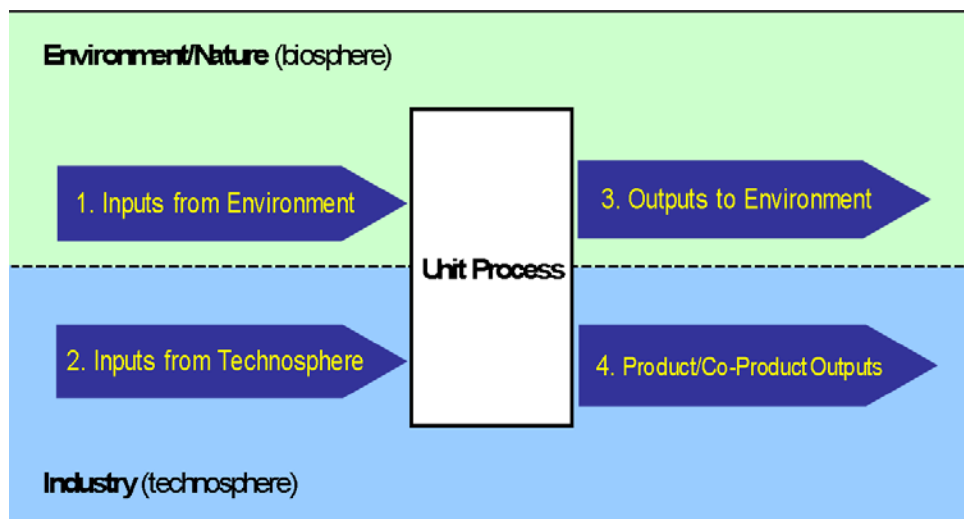 Environment/Nature (biosphere)
1. Inputs from Environment
3. Outputs to Environment
Unit Process
2. Inputs from Technosphere
4. Product/Co-Product Outputs
Industry (technosphere)